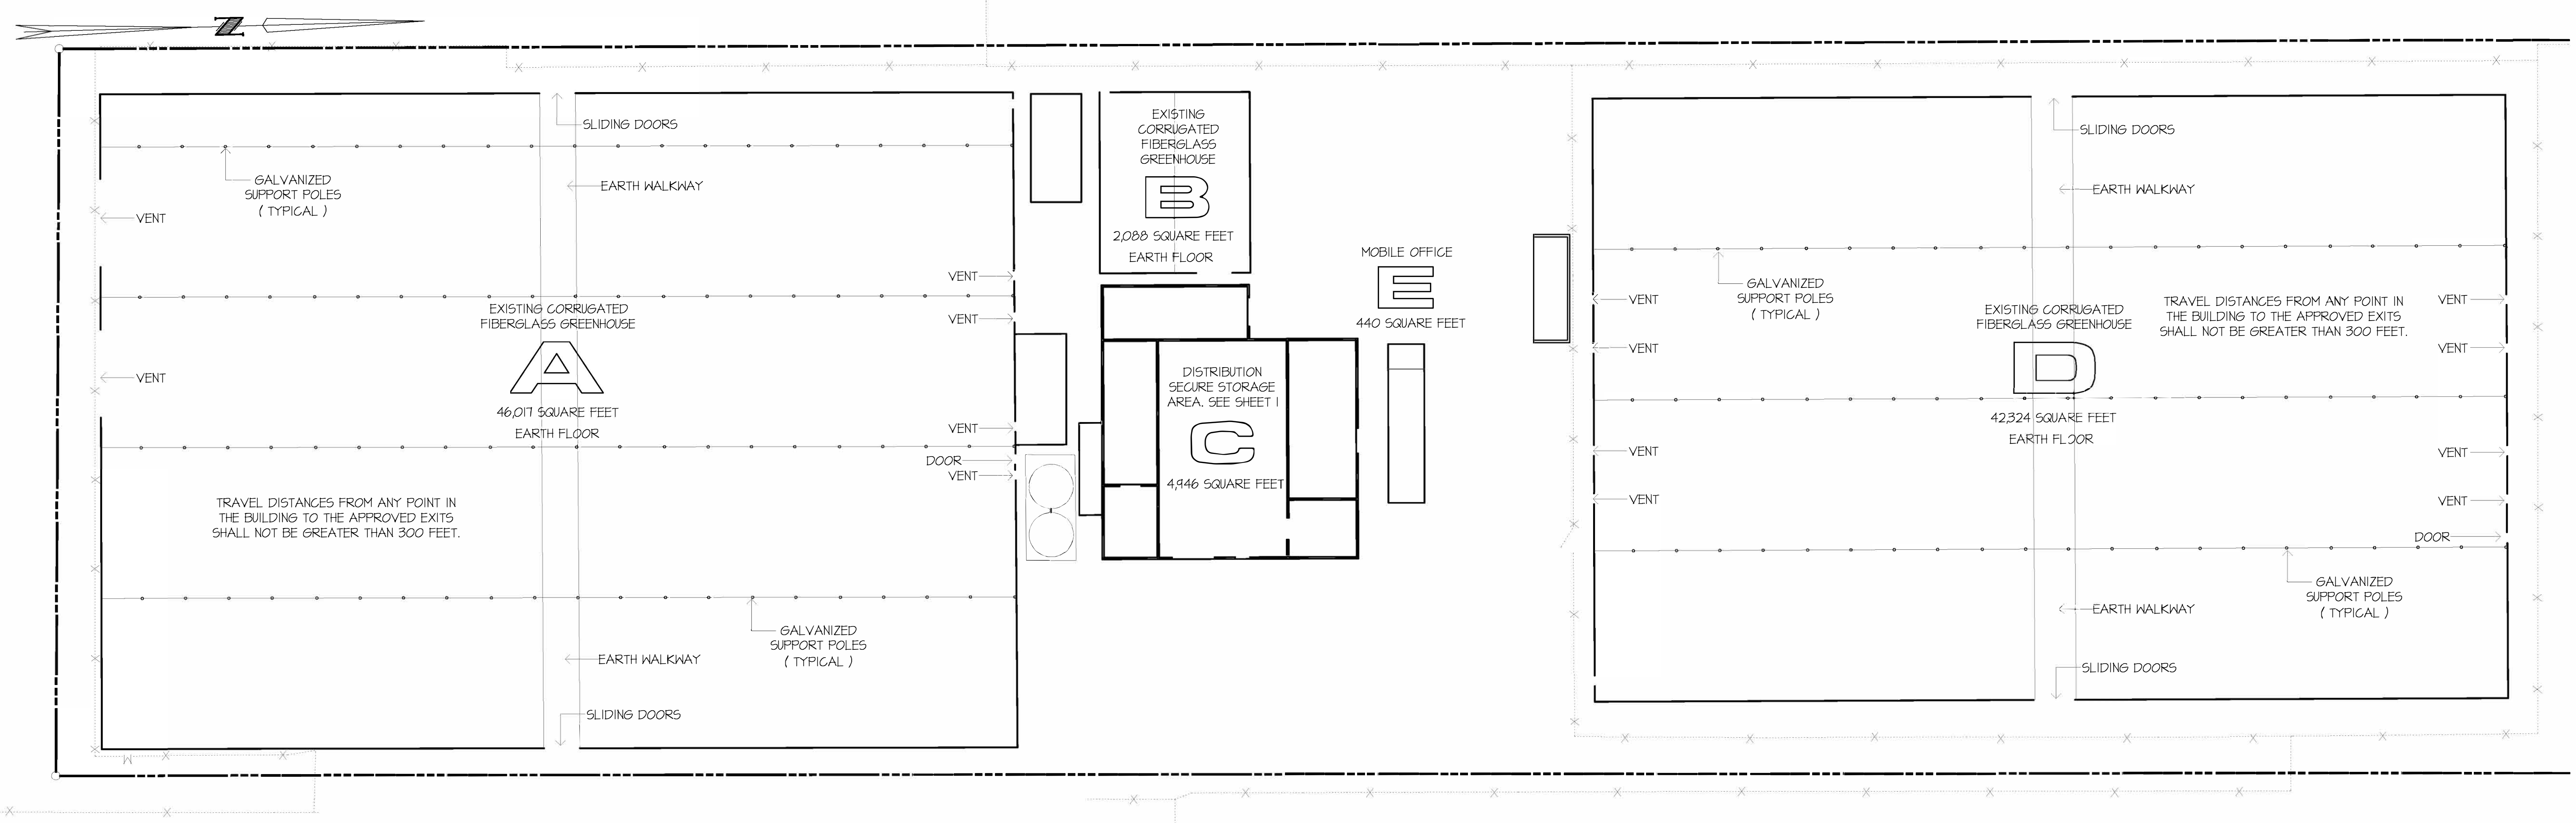 N
SLIDING DOORS
GALVANIZED
SUPPORT POLES
( TYPICAL )
EARTH WALKWAY
VENT
VENT
VENT
VENT
EXISTING CORRUGATED
FIBERGLASS GREENHOUSE
A
46,017 SQUARE FEET
EARTH FLOOR
VENT
DOOR
VENT
TRAVEL DISTANCES FROM ANY POINT IN
THE BUILDING TO THE APPROVED EXITS
SHALL NOT BE GREATER THAN 300 FEET.
GALVANIZED
SUPPORT POLES
( TYPICAL )
EARTH WALKWAY
SLIDING DOORS
EXISTING
CORRUGATED
FIBERGLASS
GREENHOUSE
B
2,088 SQUARE FEET
EARTH FLOOR
DISTRIBUTION
SECURE STORAGE
AREA. SEE SHEET 1
C
4,946 SQUARE FEET
MOBILE OFFICE
E
440 SQUARE FEET
SLIDING DOORS
EARTH WALKWAY
GALVANIZED
SUPPORT POLES
( TYPICAL )
VENT
VENT
VENT
VENT
EXISTING CORRUGATED
FIBERGLASS GREENHOUSE
D
42,324 SQUARE FEET
EARTH FLOOR
TRAVEL DISTANCES FROM ANY POINT IN
THE BUILDING TO THE APPROVED EXITS
SHALL NOT BE GREATER THAN 300 FEET.
VENT
VENT
VENT
VENT
DOOR
GALVANIZED
SUPPORT POLES
( TYPICAL )
EARTH WALKWAY
SLIDING DOORS